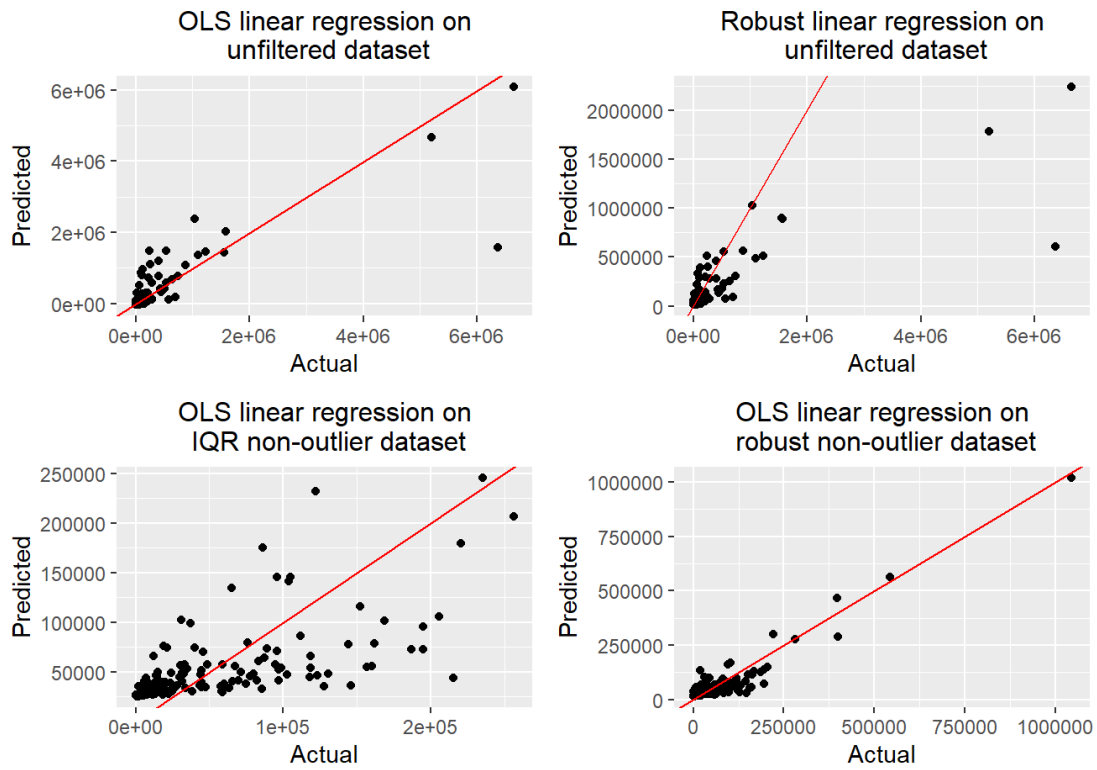 OLS linear regression on
unfiltered dataset
Predicted
6e+06
4e+06
2e+06
0e+00
0e+00 2e+06 4e+06 6e+06
Actual
Robust linear regression on
unfiltered dataset
Predicted
2000000
1500000
1000000
500000
0
0e+00 2e+06 4e+06 6e+06
Actual
OLS linear regression on
IQR non-outlier dataset
Predicted
250000
200000
150000
100000
50000
0e+00 1e+05 2e+05
Actual
OLS linear regression on
robust non-outlier dataset
Predicted
1000000
750000
500000
250000
0
0 250000 500000 750000 1000000
Actual